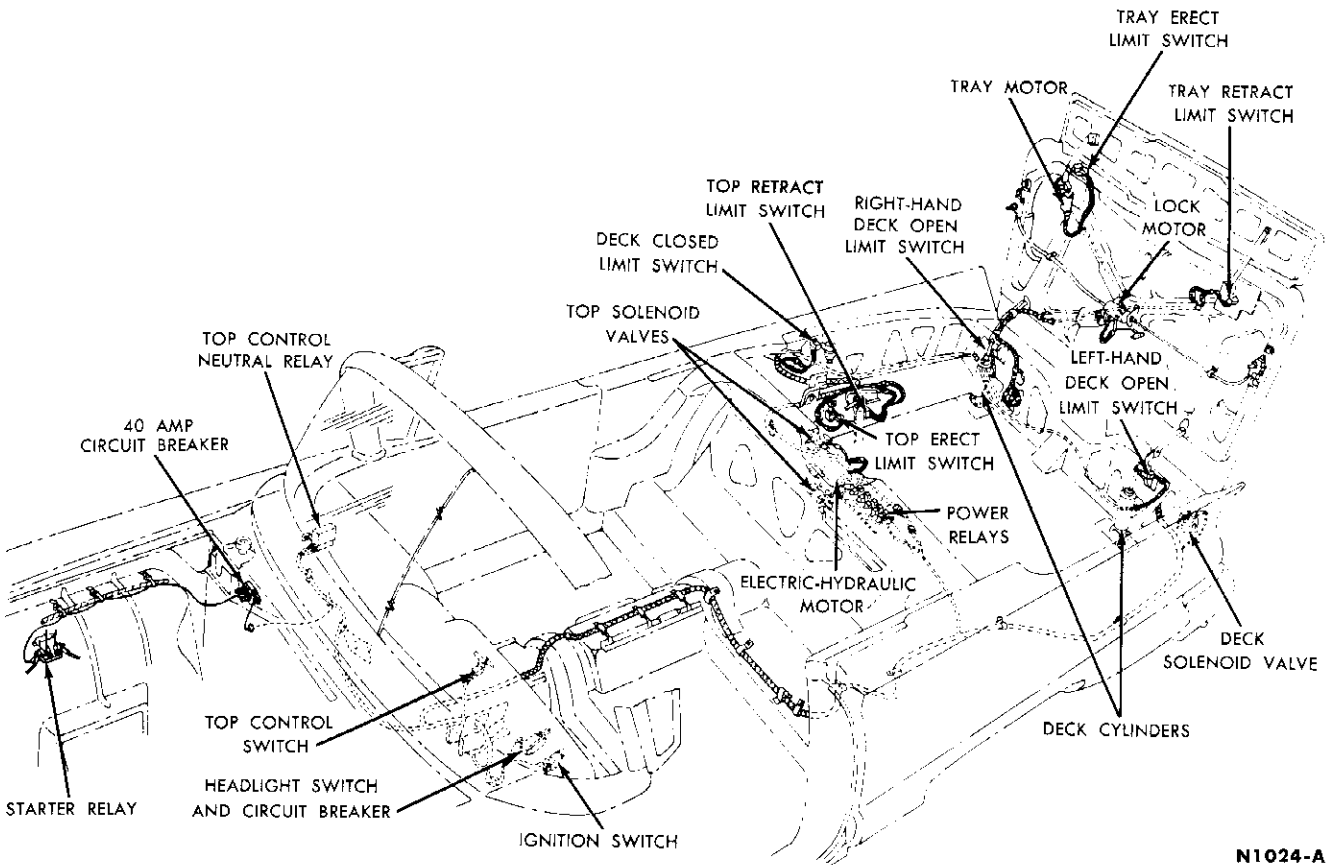 TRAY ERECT
LIMIT SWITCH
TRAY MOTOR
TRAY RETRACT
LIMIT SWITCH
TOP RETRACT
LIMIT SWITCH
RIGHT-HAND
DECK OPEN
LIMIT SWITCH
LOCK
MOTOR
DECK CLOSED
LIMIT SWITCH
TOP SOLENOID
VALVES
TOP CONTROL
NEUTRAL RELAY
LEFT-HAND
DECK OPEN
LIMIT SWITCH
40 AMP
CIRCUIT BREAKER
TOP ERECT
LIMIT SWITCH
POWER
RELAYS
ELECTRIC-HYDRAULIC
MOTOR
DECK
SOLENOID VALVE
TOP CONTROL
SWITCH
DECK CYLINDERS
HEADLIGHT SWITCH
AND CIRCUIT BREAKER
STARTER RELAY
IGNITION SWITCH
N1024-A